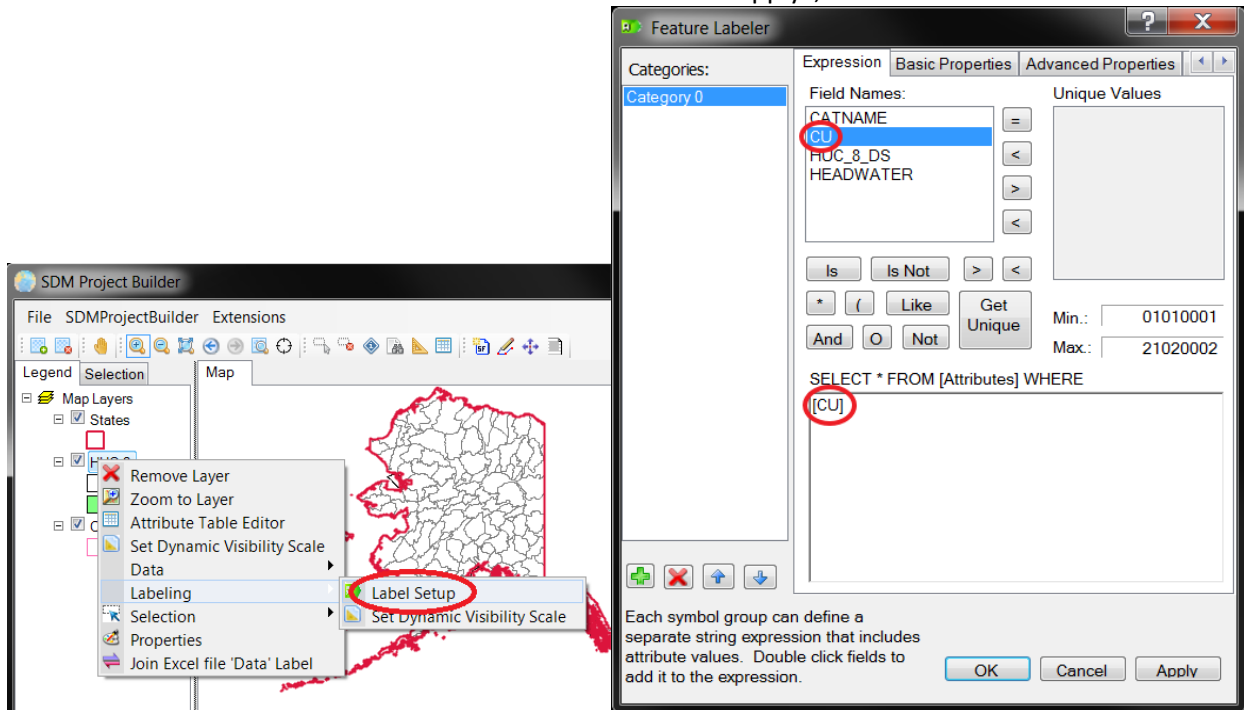 SDM Project Builder
File SDMProjectBuilder Extensions
Legend Selection
Map
Map Layers
States
Remove Layer
Zoom to Layer
Attribute Table Editor
Set Dynamic Visibility Scale
Data
Labeling
Selection
Properties
Join Excel file 'Data' Label
Label Setup
Set Dynamic Visibility Scale
Feature Labeler
? X
Categories:
Category 0
Expression Basic Properties Advanced Properties
Field Names:
Unique Values
CATNAME
CU
HUC_8_DS
HEADWATER
=
<
>
<
Is Is Not > <
* ( Like Get Unique
And O Not
Min.: 01010001
Max.: 21020002
SELECT * FROM [Attributes] WHERE
[CU]
Each symbol group can define a
separate string expression that includes
attribute values. Double click fields to
add it to the expression.
OK Cancel Apply